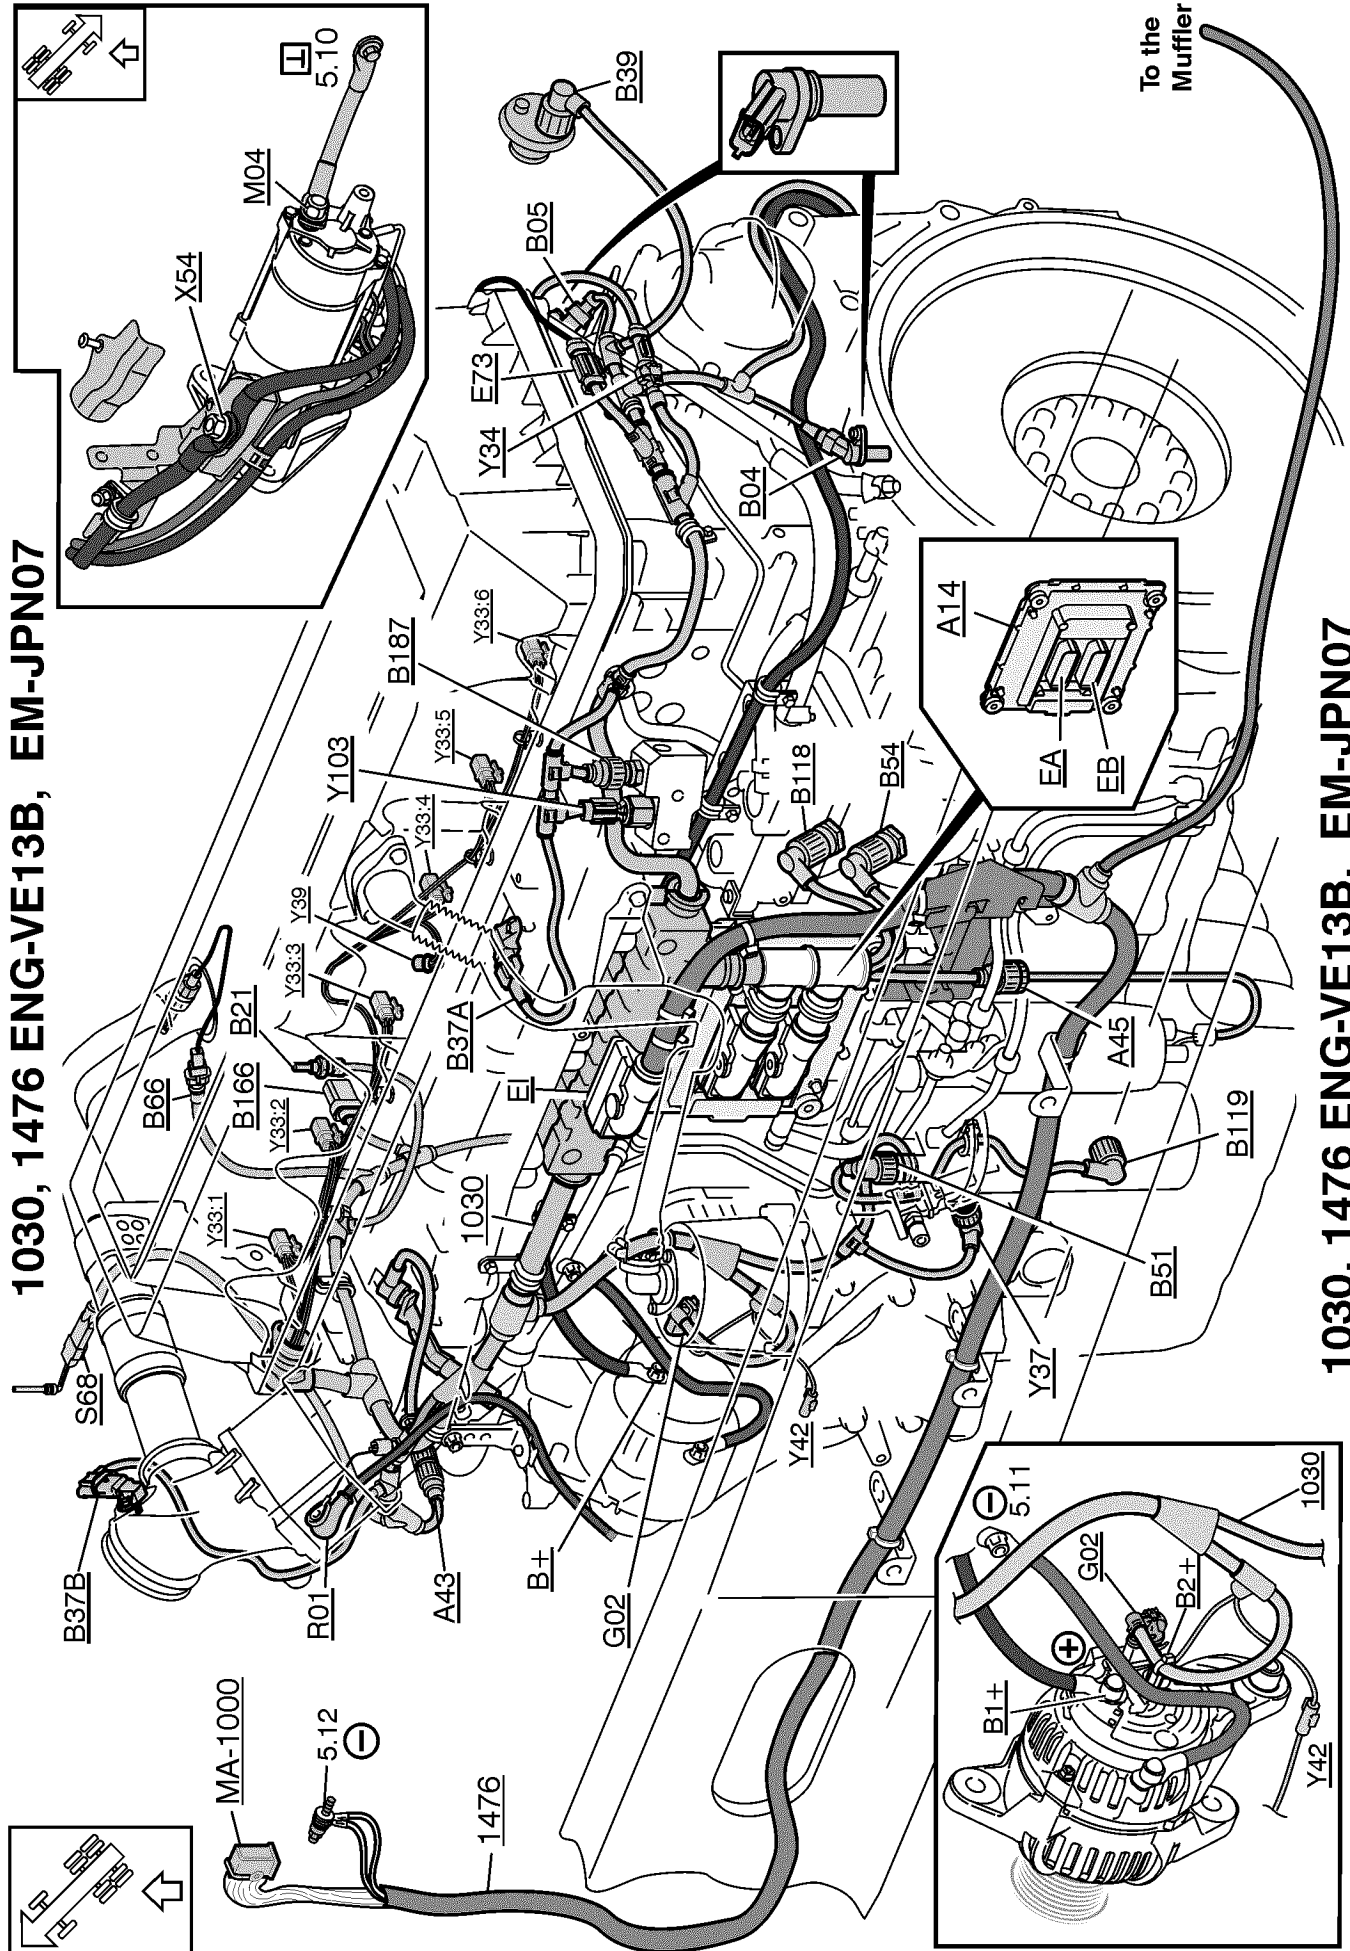 1030, 1476 ENG-VE13B, EM-JPN07
MA-1000
5.12
1476
B37B
S68
R01
A43
B+
G02
B66
B21
B166
Y33:1
Y33:2
Y33:3
Y39
Y33:4
Y33:5
Y33:6
Y103
B187
B37A
EI
1030
X54
M04
5.10
Y34
E73
B05
B39
B04
To the
Muffler
B118
B54
A14
EA
EB
A45
B119
B51
Y37
Y42
B1+
B2+
G02
5.11
1030
Y42
1030, 1476 ENG-VE13B, EM-JPN07